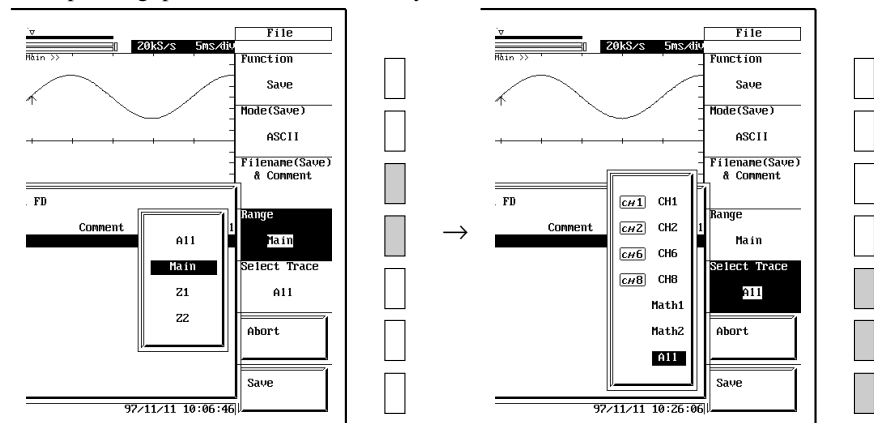 File
20kS/s 5ms/div
Main >>
Function
Save
Mode(Save)
ASCII
Filename(Save)
& Comment
FD
Comment
1
Range
Main
All
Main
Z1
Z2
Select Trace
All
Abort
Save
97/11/11 10:06:46
→
File
20kS/s 5ms/div
Main >>
Function
Save
Mode(Save)
ASCII
Filename(Save)
& Comment
FD
Comment
1
CH1 CH1
CH2 CH2
CH6 CH6
CH8 CH8
Math1
Math2
All
Range
Main
Select Trace
All
Abort
Save
97/11/11 10:26:06